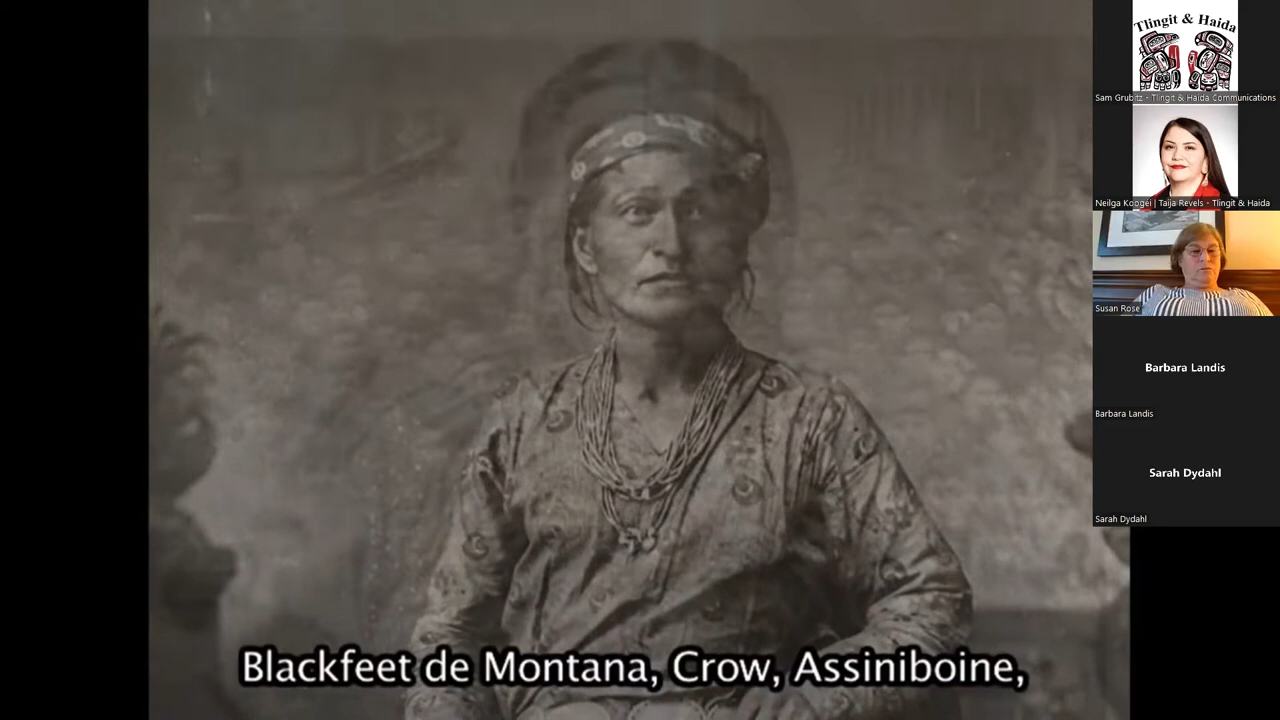 Blackfeet de Montana, Crow, Assiniboine,
Tlingit & Haida
Sam Grubitz - Tlingit & Haida Communications
Neilga Koogéi | Taija Revels - Tlingit & Haida
Susan Rose
Barbara Landis
Barbara Landis
Sarah Dydahl
Sarah Dydahl